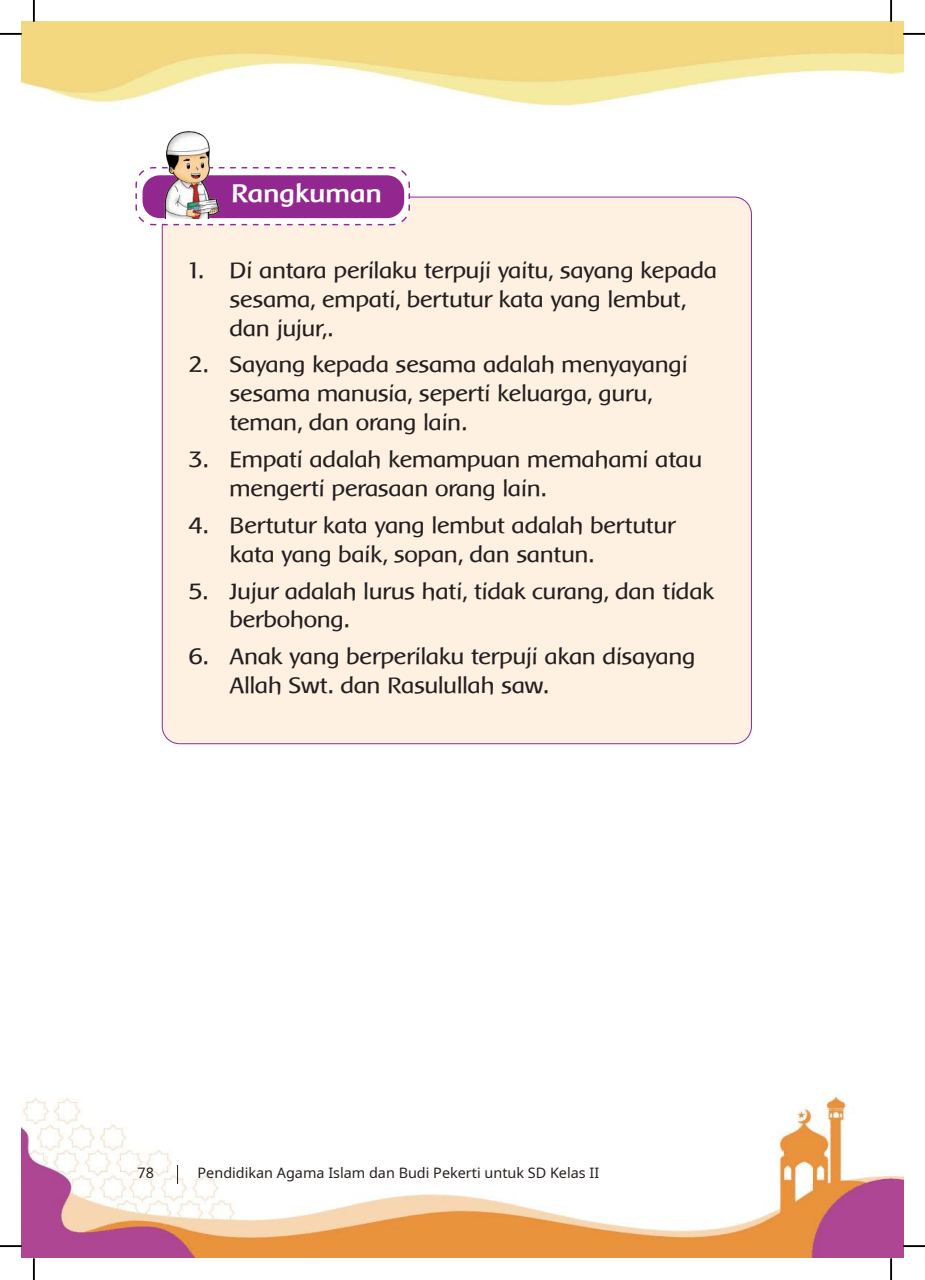 Rangkuman
1. Di antara perilaku terpuji yaitu, sayang kepada
sesama, empati, bertutur kata yang lembut,
dan jujur,.
2. Sayang kepada sesama adalah menyayangi
sesama manusia, seperti keluarga, guru,
teman, dan orang lain.
3. Empati adalah kemampuan memahami atau
mengerti perasaan orang lain.
4. Bertutur kata yang lembut adalah bertutur
kata yang baik, sopan, dan santun.
5. Jujur adalah lurus hati, tidak curang, dan tidak
berbohong.
6. Anak yang berperilaku terpuji akan disayang
Allah Swt. dan Rasulullah saw.
78 | Pendidikan Agama Islam dan Budi Pekerti untuk SD Kelas II